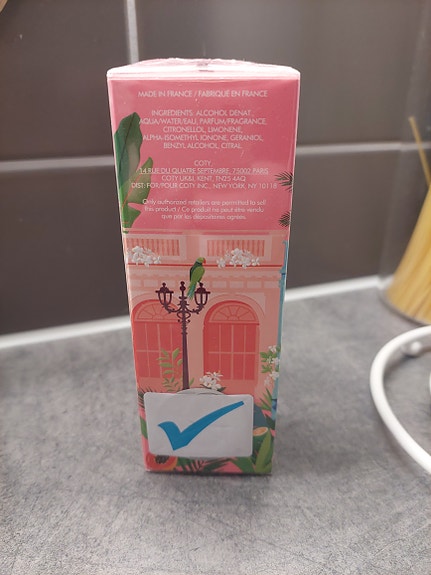 MADE IN FRANCE / FABRIQUÉ EN FRANCE
INGREDIENTS: ALCOHOL DENAT.,
AQUA/WATER/EAU, PARFUM/FRAGRANCE,
CITRONELLOL, LIMONENE,
ALPHA-ISOMETHYL IONONE, GERANIOL,
BENZYL ALCOHOL, CITRAL
COTY
14 RUE DU QUATRE SEPTEMBRE, 75002 PARIS
COTY UK&I, KENT, TN25 4AQ
DIST: FOR/POUR COTY INC., NEW YORK, NY 10118
Only authorized retailers are permitted to sell
this product / Ce produit ne peut être vendu
que par les dépositaires agréés.